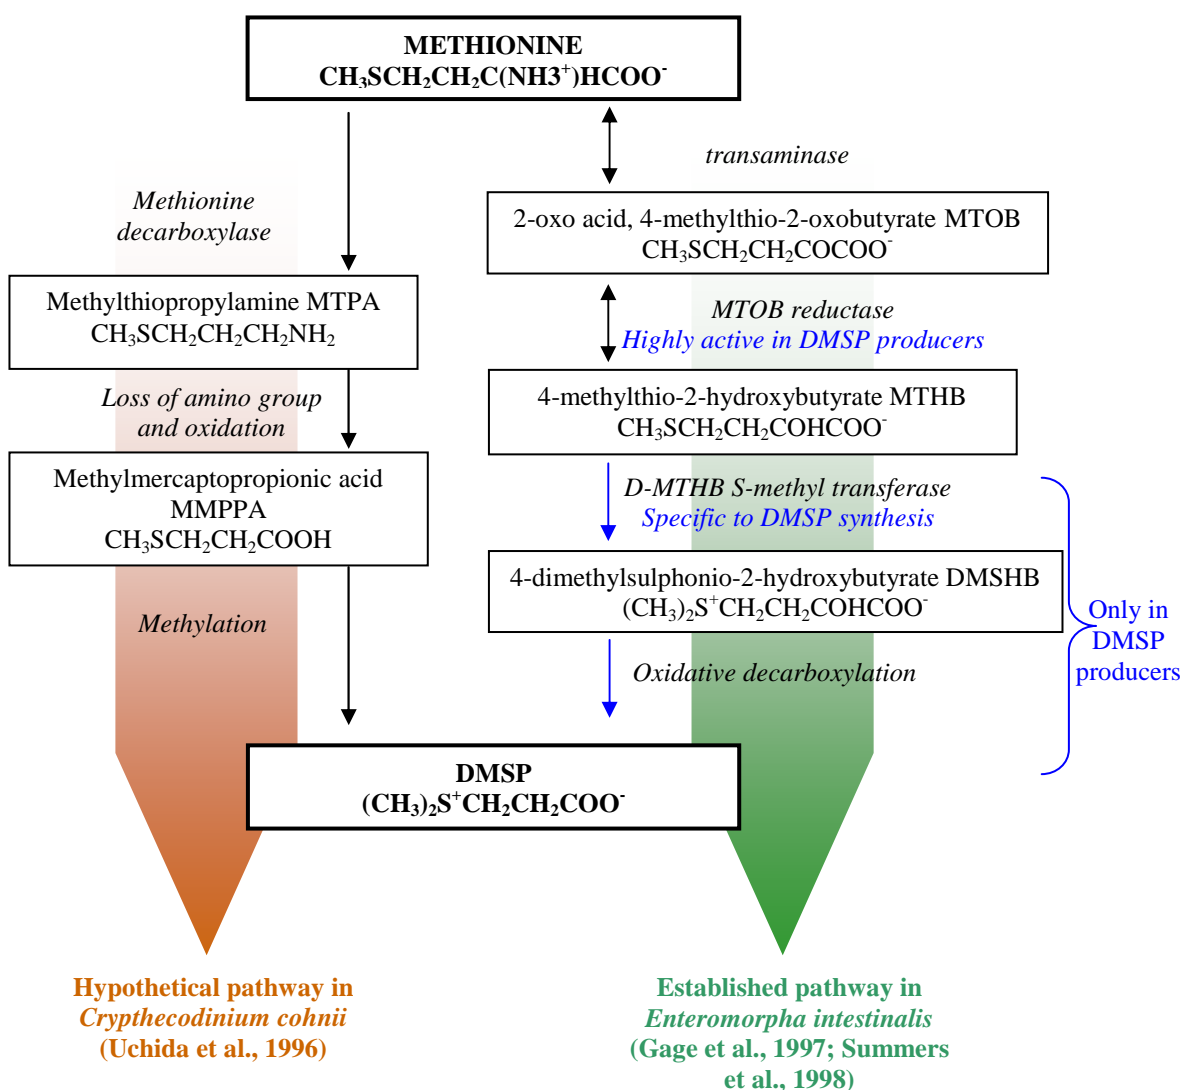 METHIONINE
CH₃SCH₂CH₂C(NH3⁺)HCOO⁻
transaminase
Methionine
decarboxylase
2-oxo acid, 4-methylthio-2-oxobutyrate MTOB
CH₃SCH₂CH₂COCOO⁻
Methylthiopropylamine MTPA
CH₃SCH₂CH₂CH₂NH₂
MTOB reductase
Highly active in DMSP producers
Loss of amino group
and oxidation
4-methylthio-2-hydroxybutyrate MTHB
CH₃SCH₂CH₂COHCOO⁻
Methylmercaptopropionic acid
MMPPA
CH₃SCH₂CH₂COOH
D-MTHB S-methyl transferase
Specific to DMSP synthesis
4-dimethylsulphonio-2-hydroxybutyrate DMSHB
(CH₃)₂S⁺CH₂CH₂COHCOO⁻
Only in
DMSP
producers
Methylation
Oxidative decarboxylation
DMSP
(CH₃)₂S⁺CH₂CH₂COO⁻
Hypothetical pathway in
Crypthecodinium cohnii
(Uchida et al., 1996)
Established pathway in
Enteromorpha intestinalis
(Gage et al., 1997; Summers
et al., 1998)